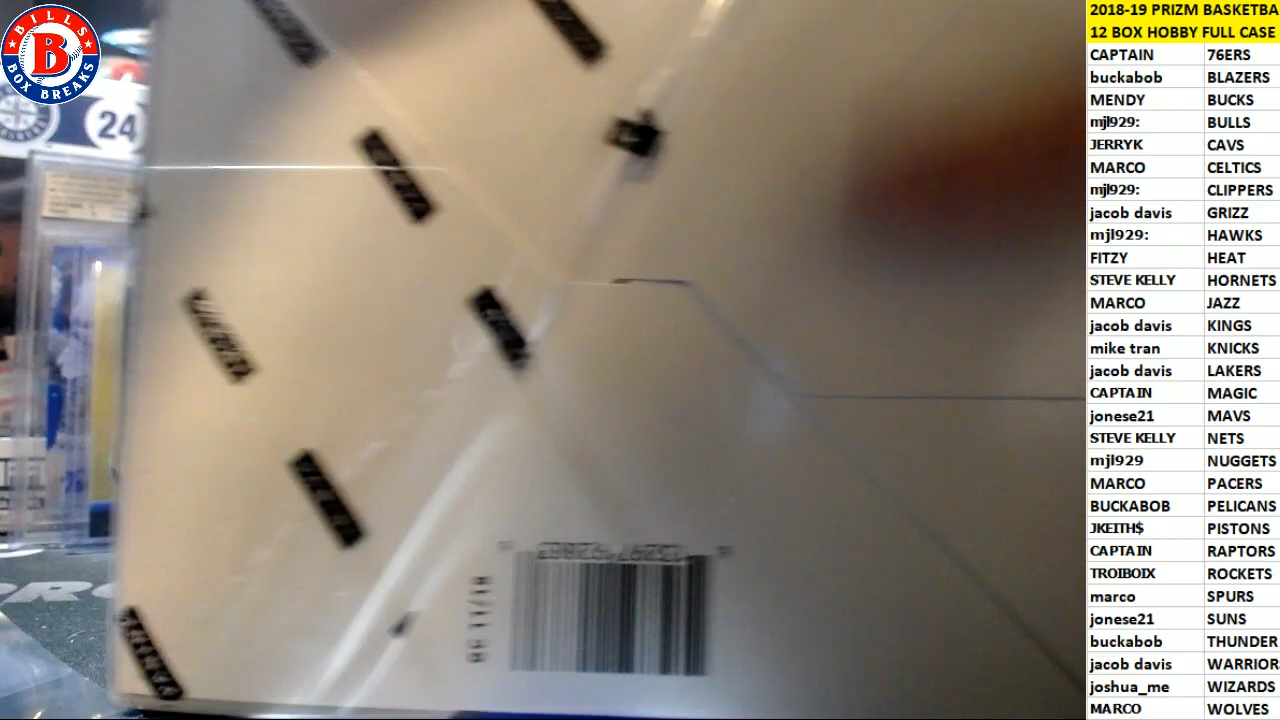 BILLS
B
BOX BREAKS
24
2018-19 PRIZM BASKETBA
12 BOX HOBBY FULL CASE
CAPTAIN 76ERS
buckabob BLAZERS
MENDY BUCKS
mjl929: BULLS
JERRYK CAVS
MARCO CELTICS
mjl929: CLIPPERS
jacob davis GRIZZ
mjl929: HAWKS
FITZY HEAT
STEVE KELLY HORNETS
MARCO JAZZ
jacob davis KINGS
mike tran KNICKS
jacob davis LAKERS
CAPTAIN MAGIC
jonese21 MAVS
STEVE KELLY NETS
mjl929 NUGGETS
MARCO PACERS
BUCKABOB PELICANS
JKEITH$ PISTONS
CAPTAIN RAPTORS
TROIBOIX ROCKETS
marco SPURS
jonese21 SUNS
buckabob THUNDER
jacob davis WARRIORS
joshua_me WIZARDS
MARCO WOLVES